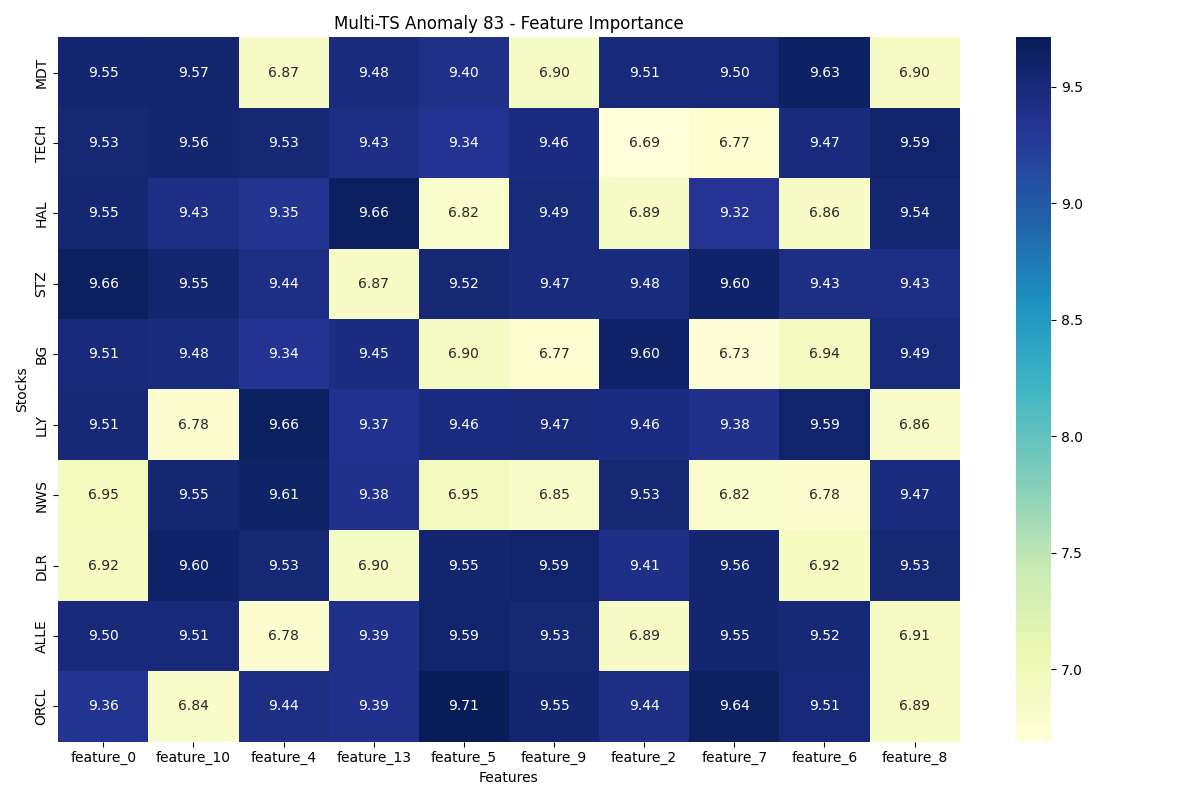 Multi-TS Anomaly 83 - Feature Importance
MDT 9.55 9.57 6.87 9.48 9.40 6.90 9.51 9.50 9.63 6.90
TECH 9.53 9.56 9.53 9.43 9.34 9.46 6.69 6.77 9.47 9.59
HAL 9.55 9.43 9.35 9.66 6.82 9.49 6.89 9.32 6.86 9.54
STZ 9.66 9.55 9.44 6.87 9.52 9.47 9.48 9.60 9.43 9.43
BG 9.51 9.48 9.34 9.45 6.90 6.77 9.60 6.73 6.94 9.49
LLY 9.51 6.78 9.66 9.37 9.46 9.47 9.46 9.38 9.59 6.86
NWS 6.95 9.55 9.61 9.38 6.95 6.85 9.53 6.82 6.78 9.47
DLR 6.92 9.60 9.53 6.90 9.55 9.59 9.41 9.56 6.92 9.53
ALLE 9.50 9.51 6.78 9.39 9.59 9.53 6.89 9.55 9.52 6.91
ORCL 9.36 6.84 9.44 9.39 9.71 9.55 9.44 9.64 9.51 6.89
feature_0 feature_10 feature_4 feature_13 feature_5 feature_9 feature_2 feature_7 feature_6 feature_8
Features
Stocks
9.5
9.0
8.5
8.0
7.5
7.0